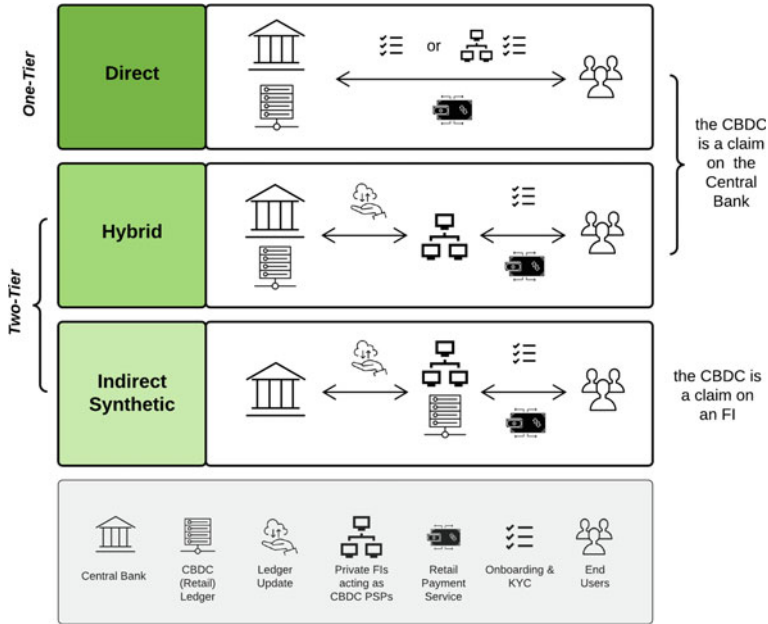 One-Tier
Direct
or
the CBDC
is a claim
on the
Central
Bank
Two-Tier
Hybrid
Indirect
Synthetic
the CBDC is
a claim on
an FI
Central Bank
CBDC
(Retail)
Ledger
Ledger
Update
Private FIs
acting as
CBDC PSPs
Retail
Payment
Service
Onboarding &
KYC
End
Users